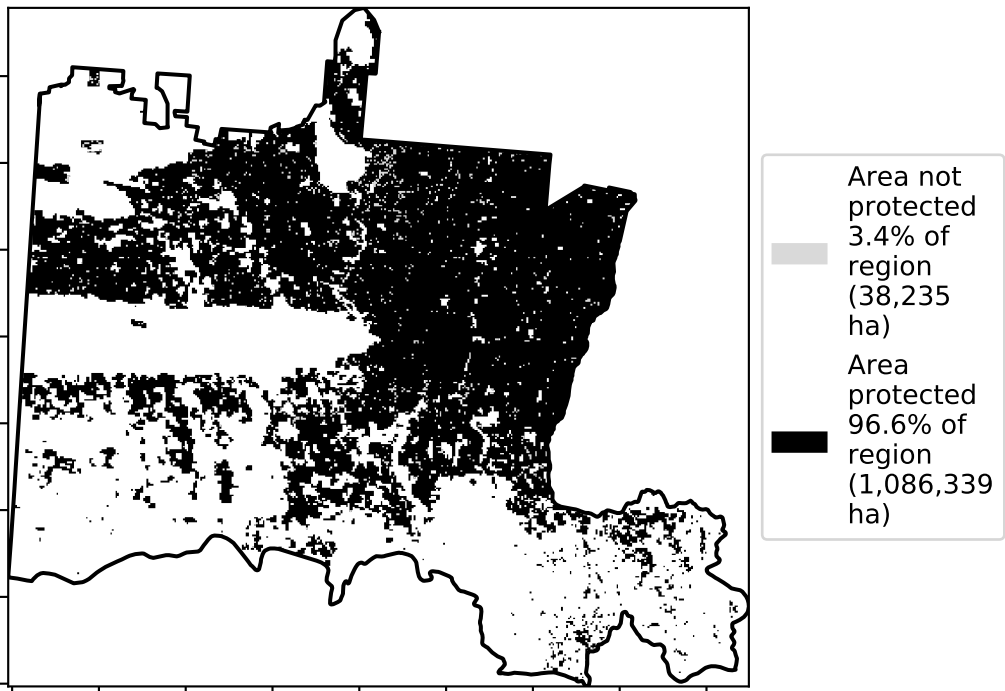 Area not
protected
3.4% of
region
(38,235
ha)
Area
protected
96.6% of
region
(1,086,339
ha)